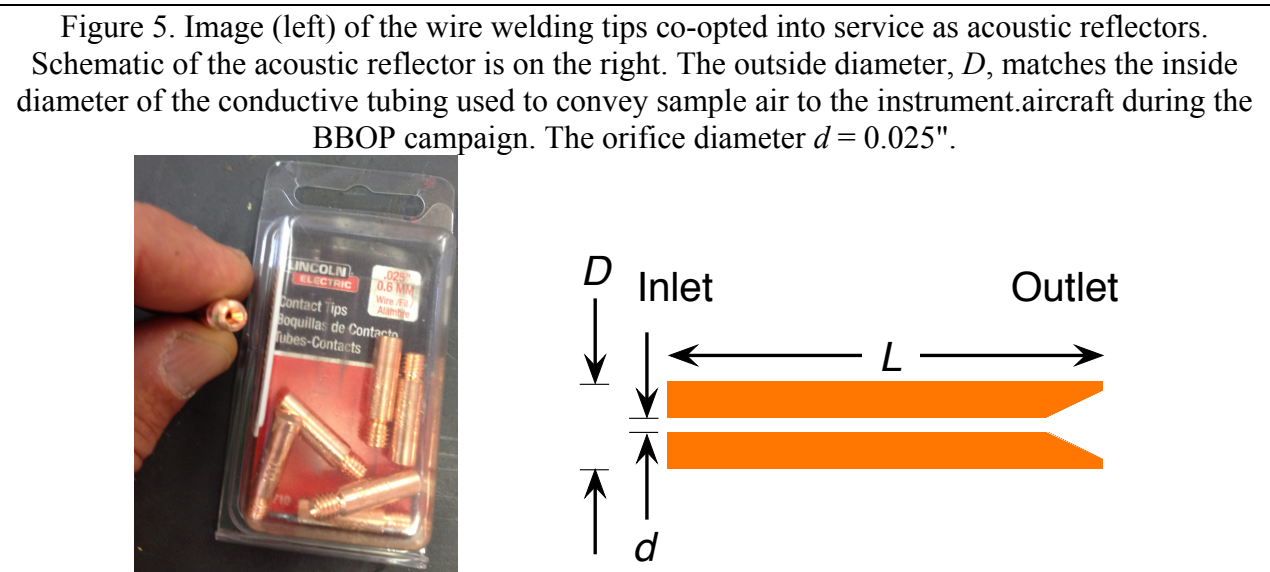 Figure 5. Image (left) of the wire welding tips co-opted into service as acoustic reflectors.
Schematic of the acoustic reflector is on the right. The outside diameter, D, matches the inside
diameter of the conductive tubing used to convey sample air to the instrument.aircraft during the
BBOP campaign. The orifice diameter d = 0.025".
LINCOLN
ELECTRIC
.025"
0.6 MM
Wire /Fil /
Alambre
Contact Tips
Boquillas de Contacto
Tubes-Contacts
D
Inlet
Outlet
L
d